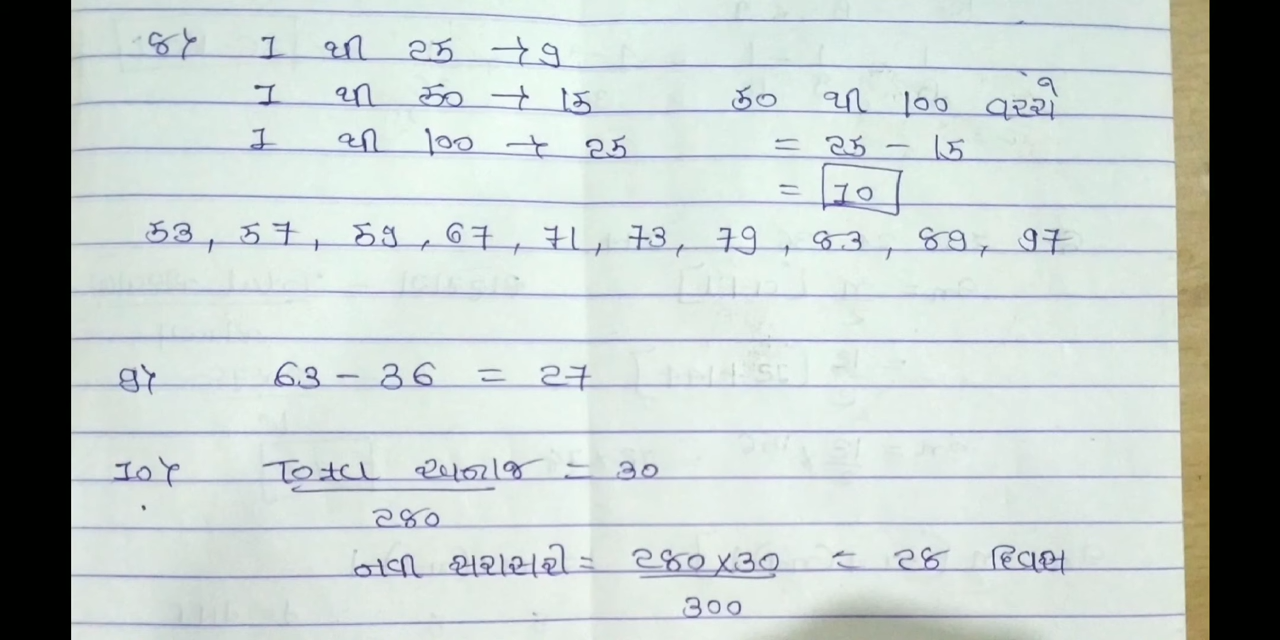 8) 1 થી 25 → 9
1 થી 50 → 15 50 થી 100 વચ્ચે
1 થી 100 → 25 = 25 - 15
= 10
53, 57, 59, 67, 71, 73, 79, 83, 89, 97
9) 63 - 36 = 27
10) Total અનાજ = 30
280
નવી સરાસરી = 280 × 30 = 28 દિવસ
300